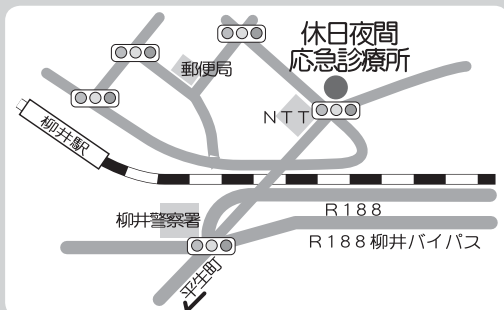 休日夜間
応急診療所
郵便局
NTT
柳井駅
R188
柳井警察署
R188柳井バイパス
平生町